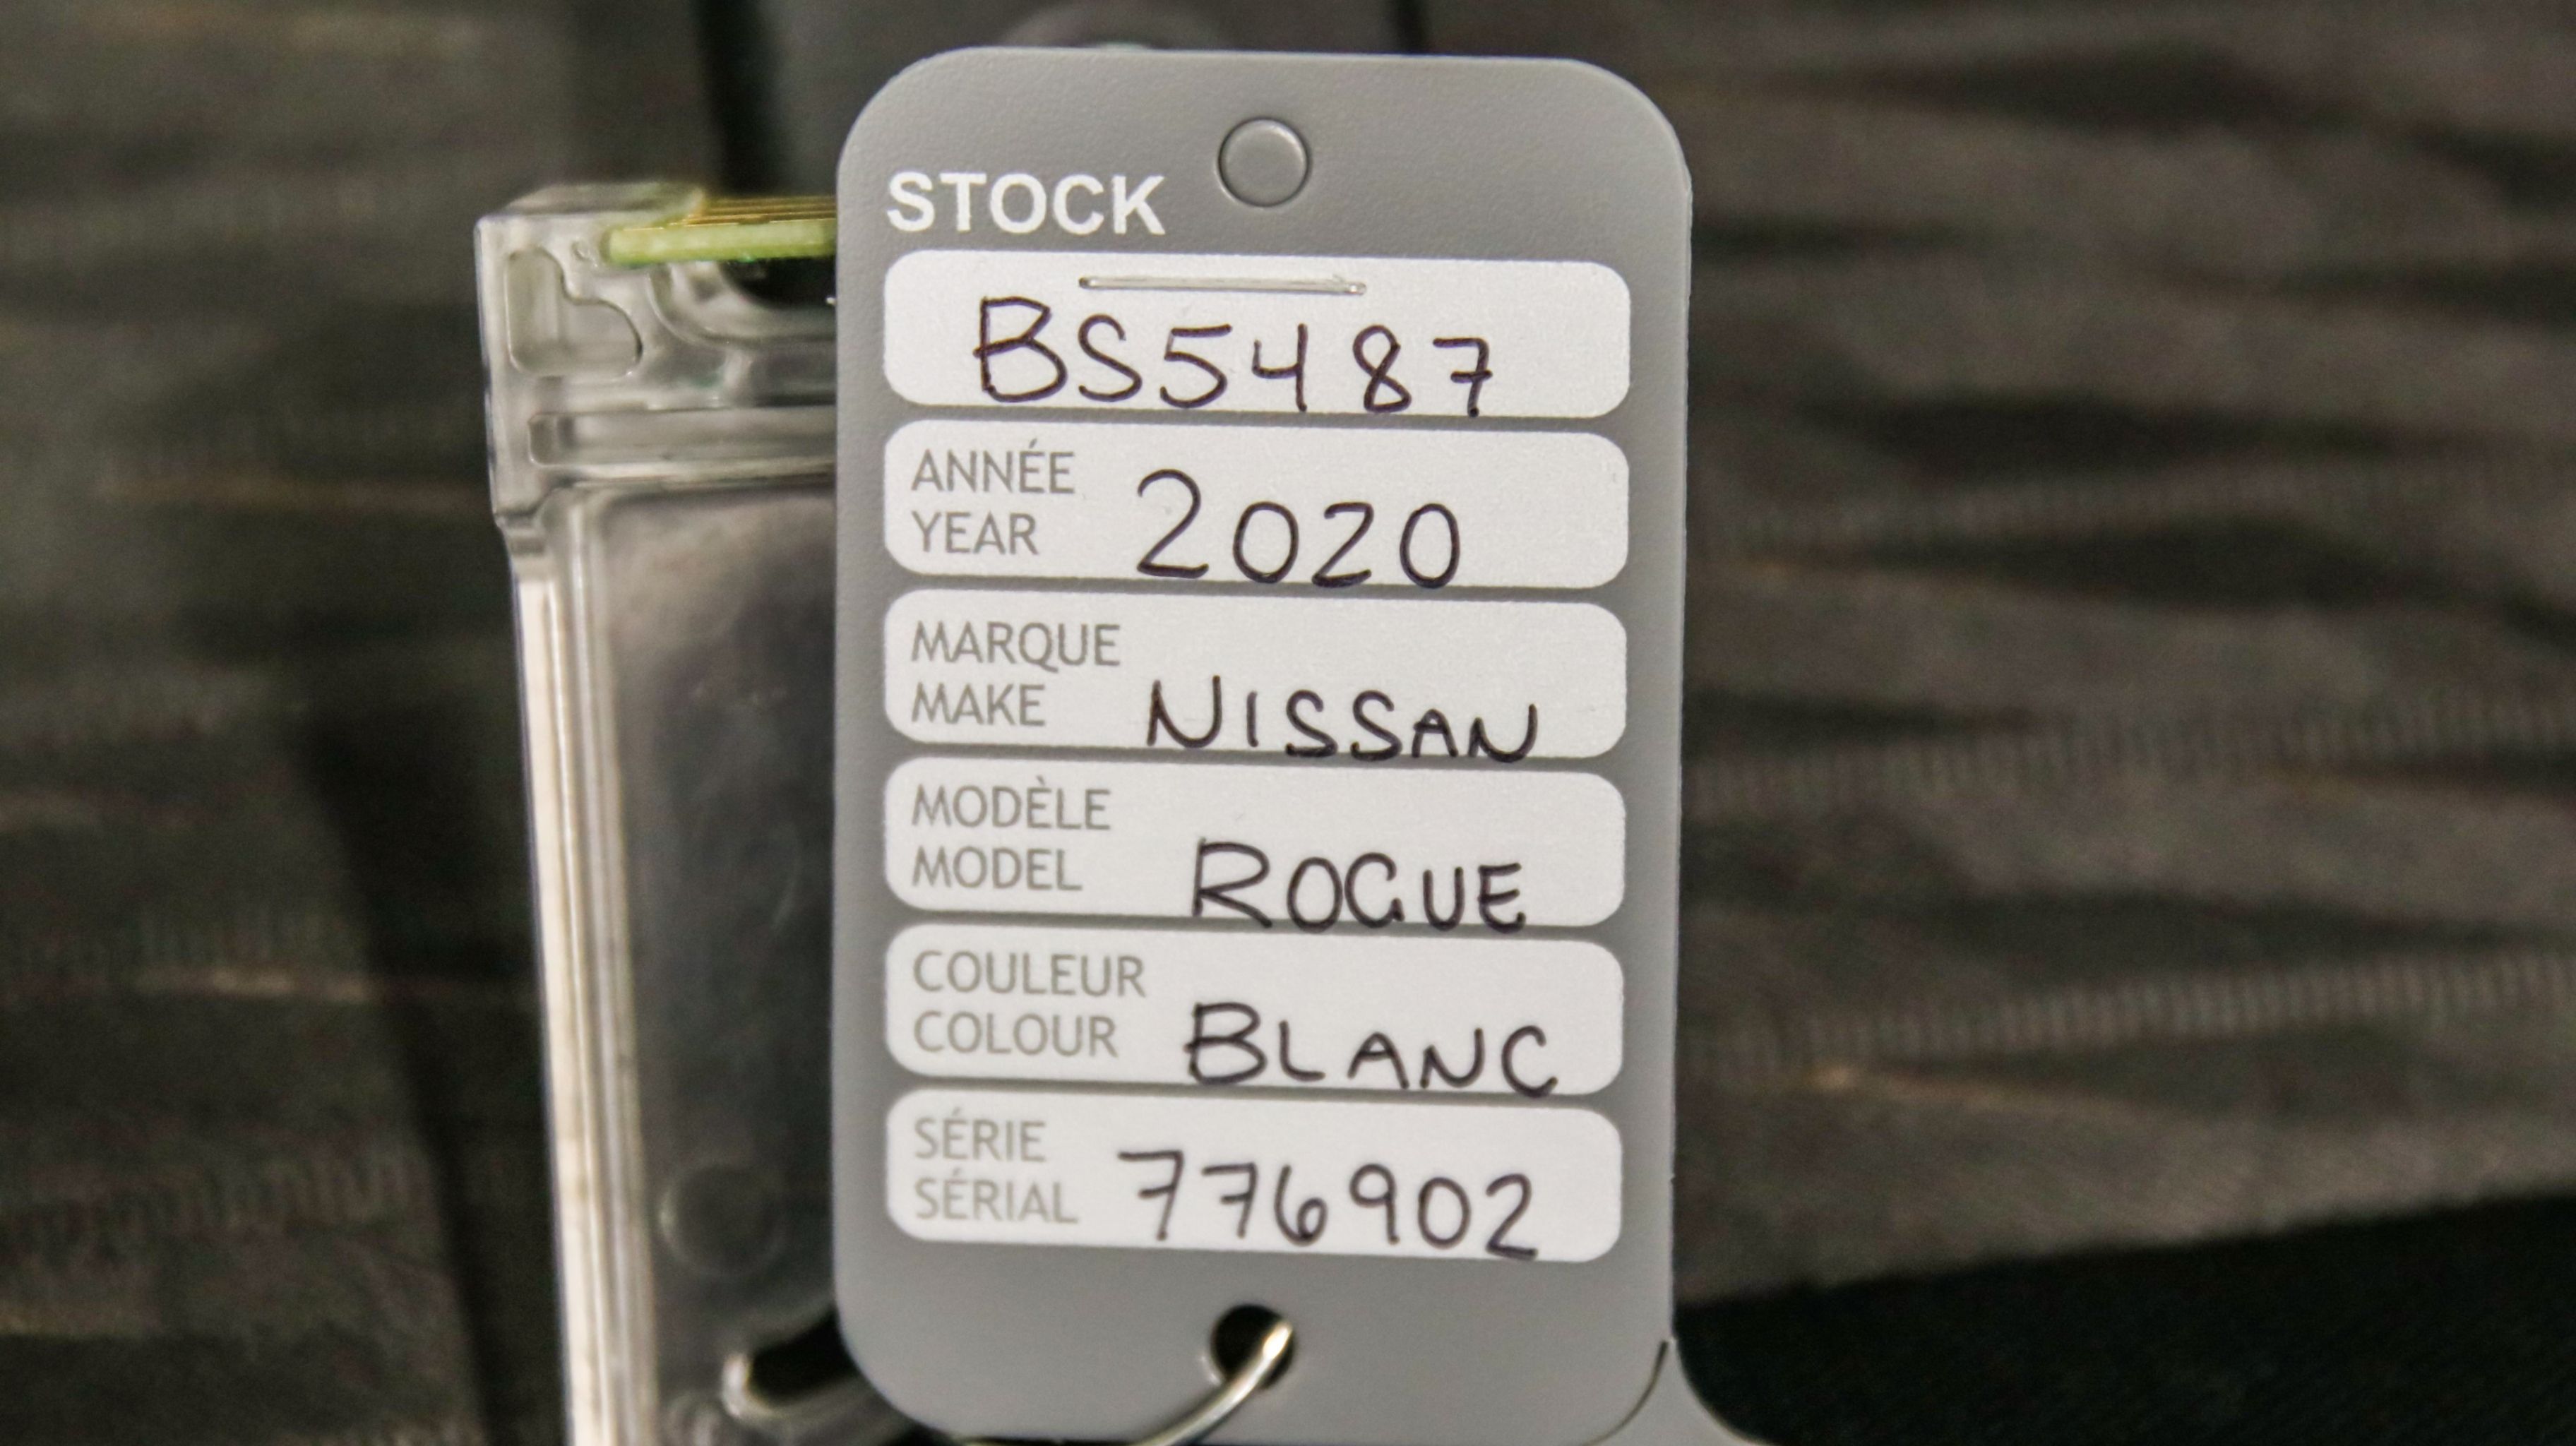 STOCK
BS5487
ANNÉE
YEAR 2020
MARQUE
MAKE NISSAN
MODÈLE
MODEL ROGUE
COULEUR
COLOUR BLANC
SÉRIE
SÉRIAL 776902